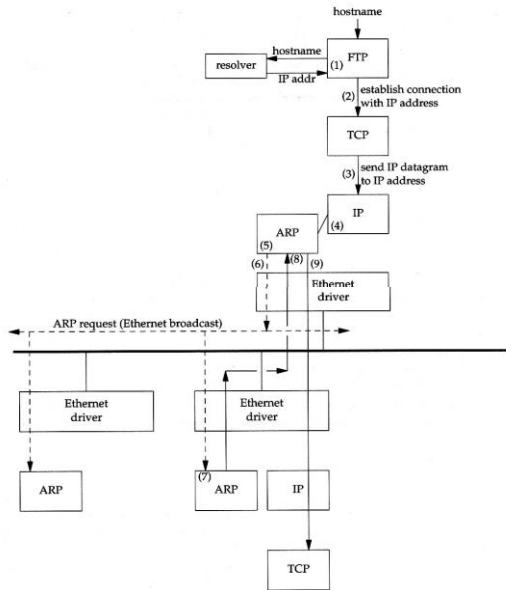 hostname
hostname
resolver
(1)
FTP
IP addr
(2)
establish connection
with IP address
TCP
(3)
send IP datagram
to IP address
(4)
IP
ARP
(5)
(6)
(8)
(9)
Ethernet
driver
ARP request (Ethernet broadcast)
Ethernet
driver
Ethernet
driver
ARP
(7)
ARP
IP
TCP